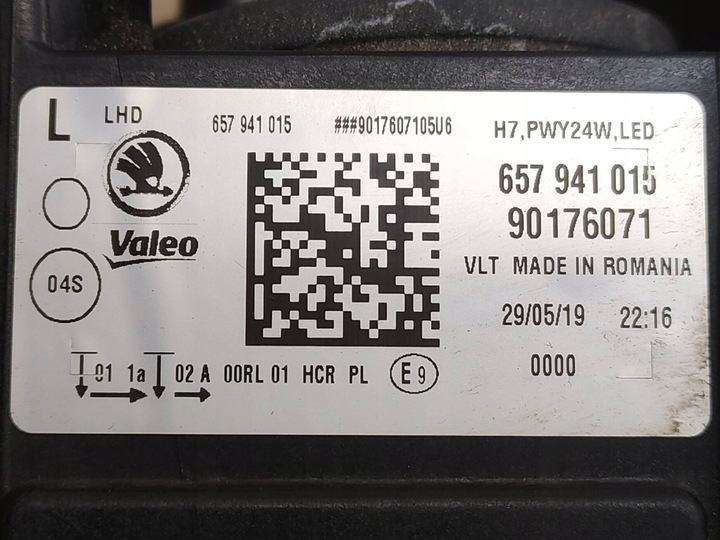 L LHD 657 941 015 ###9017607105U6 H7,PWY24W,LED
657 941 015
90176071
Valeo
VLT MADE IN ROMANIA
04S
29/05/19 22:16
0000
01 1a 02 A 00RL 01 HCR PL E9